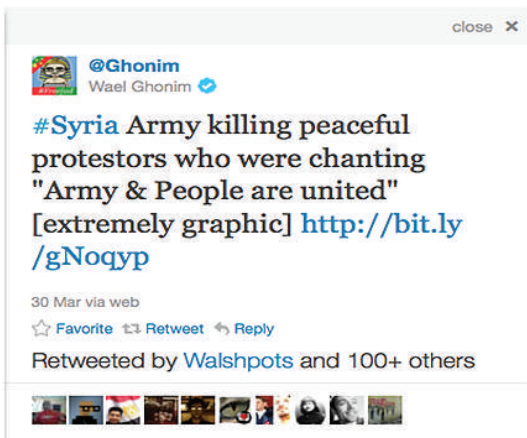 close ×
@Ghonim
Wael Ghonim
#Syria Army killing peaceful
protestors who were chanting
"Army & People are united"
[extremely graphic] http://bit.ly
/gNoqyp
30 Mar via web
Favorite Retweet Reply
Retweeted by Walshpots and 100+ others